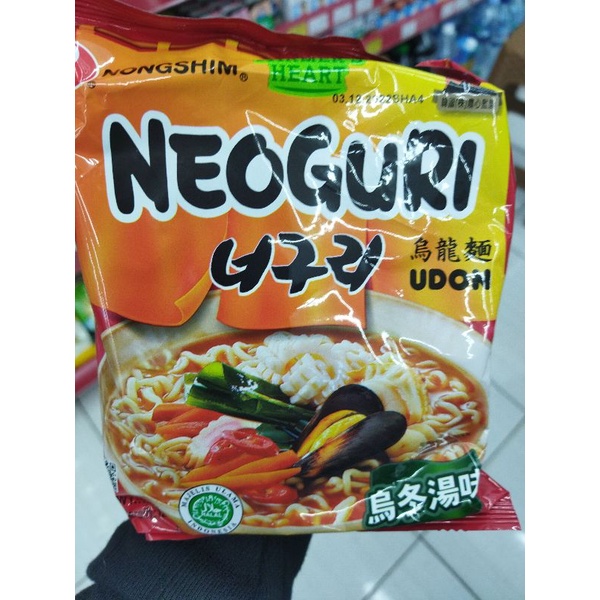 NONGSHIM®
HEART
03.12.2022BHA4
NEOGURI
너구리
烏龍麵
UDON
烏冬湯味
MAJELIS ULAMA
INDONESIA